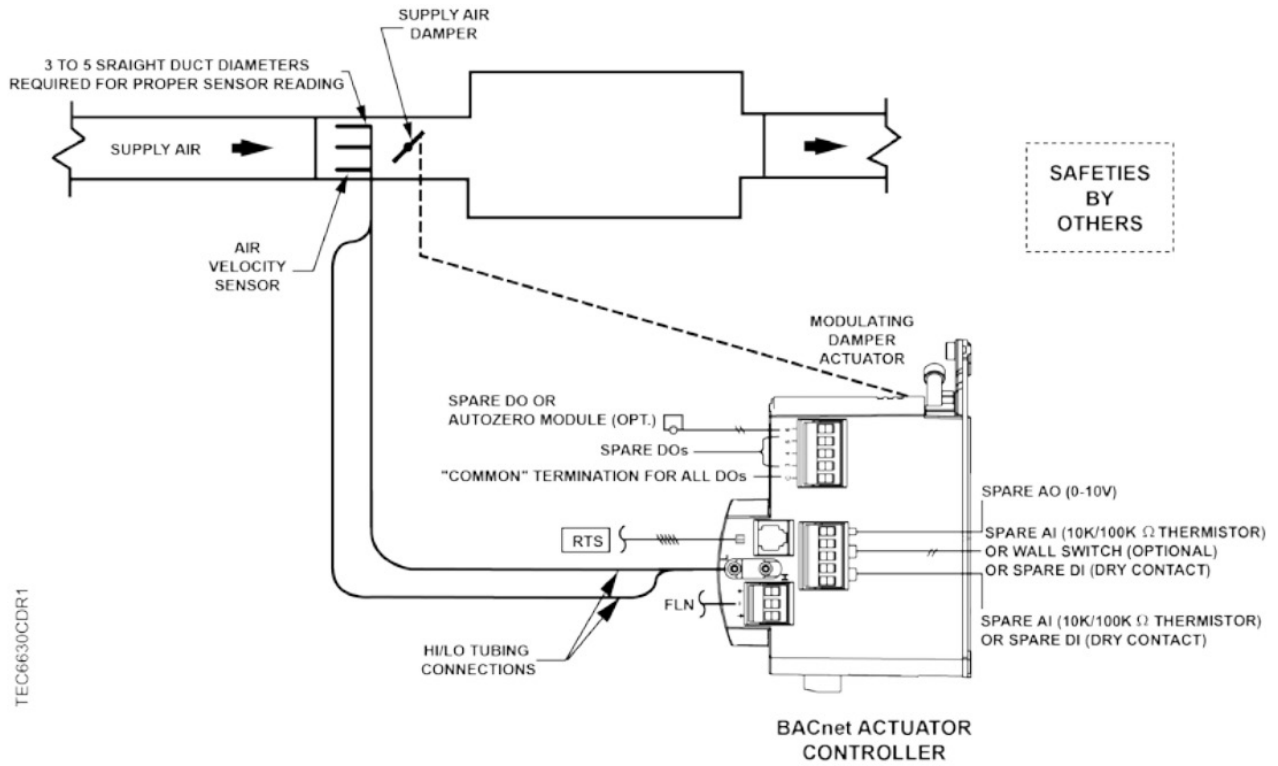 SUPPLY AIR
DAMPER
3 TO 5 SRAIGHT DUCT DIAMETERS
REQUIRED FOR PROPER SENSOR READING
SUPPLY AIR
SAFETIES
BY
OTHERS
AIR
VELOCITY
SENSOR
MODULATING
DAMPER
ACTUATOR
SPARE DO OR
AUTOZERO MODULE (OPT.)
SPARE DOs
"COMMON" TERMINATION FOR ALL DOs
SPARE AO (0-10V)
SPARE AI (10K/100K Ω THERMISTOR)
OR WALL SWITCH (OPTIONAL)
OR SPARE DI (DRY CONTACT)
RTS
FLN
SPARE AI (10K/100K Ω THERMISTOR)
OR SPARE DI (DRY CONTACT)
HI/LO TUBING
CONNECTIONS
TEC6630CDR1
BACnet ACTUATOR
CONTROLLER